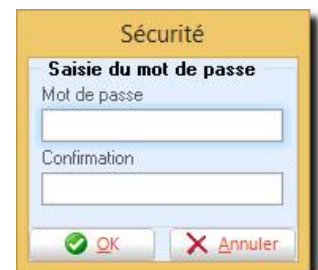 Sécurité
Saisie du mot de passe
Mot de passe
Confirmation
OK Annuler